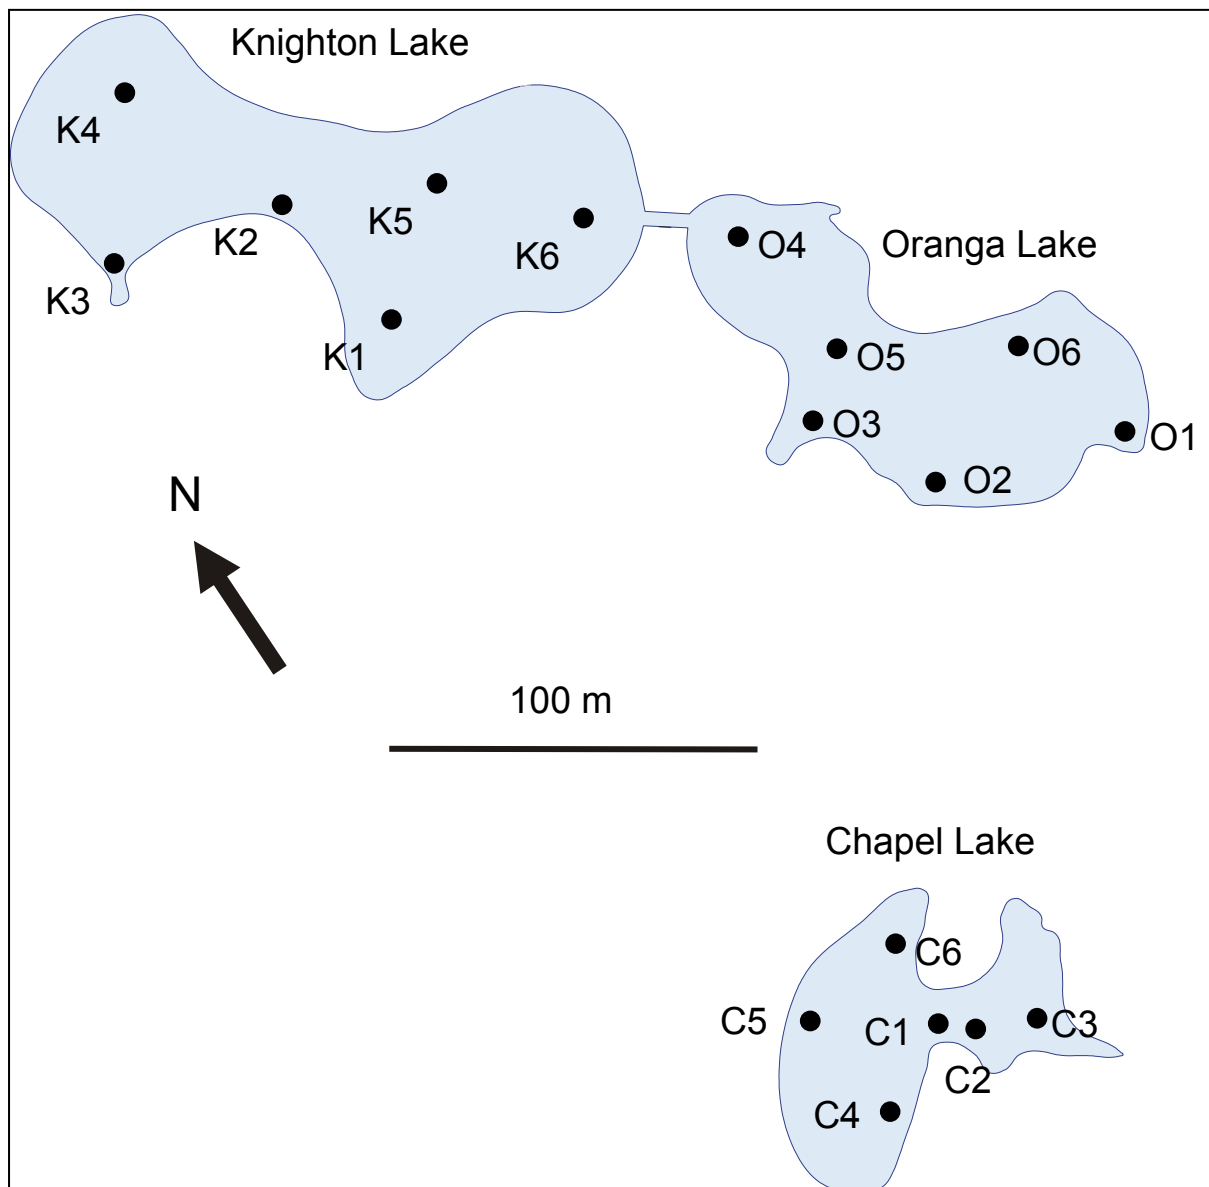 Knighton Lake
K4
K5
K2
K6
K3
K1
O4
Oranga Lake
O5
O6
O3
O1
O2
N
100 m
Chapel Lake
C6
C5
C1
C3
C2
C4